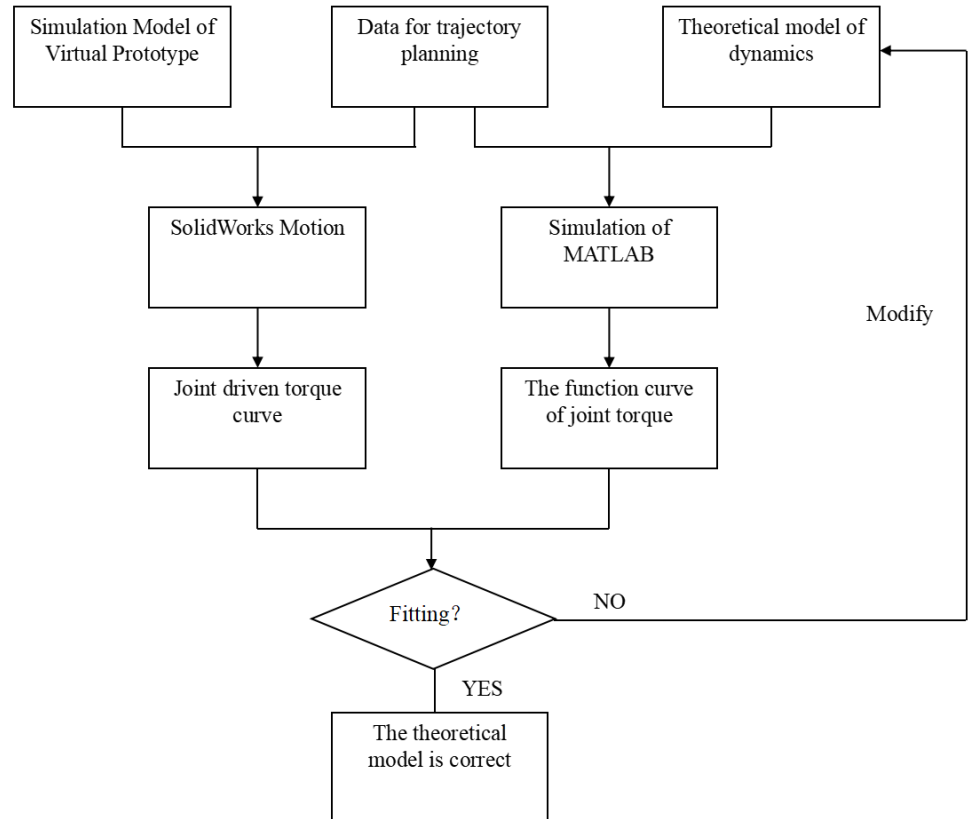 Simulation Model of
Virtual Prototype
Data for trajectory
planning
Theoretical model of
dynamics
SolidWorks Motion
Simulation of
MATLAB
Modify
Joint driven torque
curve
The function curve
of joint torque
Fitting?
NO
YES
The theoretical
model is correct